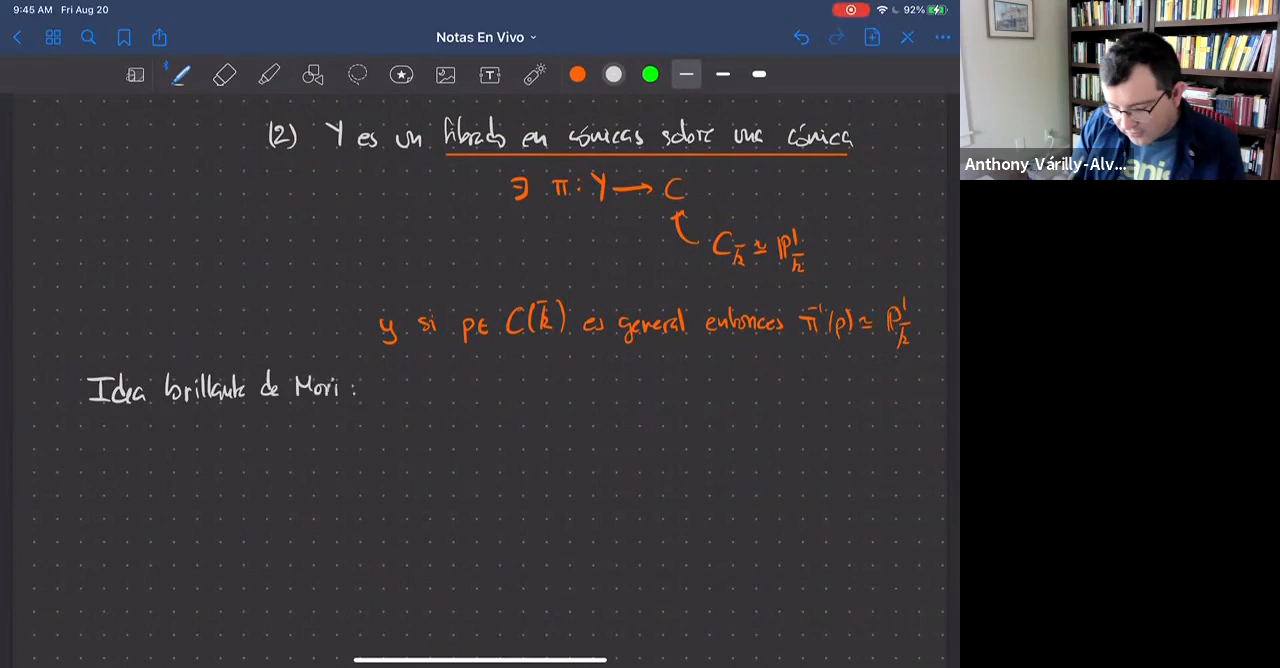 9:45 AM Fri Aug 20
92%
Notas En Vivo
(2) Y es un fibrado en cónicas sobre una cónica
∃ π: Y → C
C_k̄ ≃ ℙ¹_k̄
y si p∈ C(k̄) es general entonces π⁻¹(p) ≃ ℙ¹_k̄
Idea brillante de Mori:
Anthony Várilly-Alv...